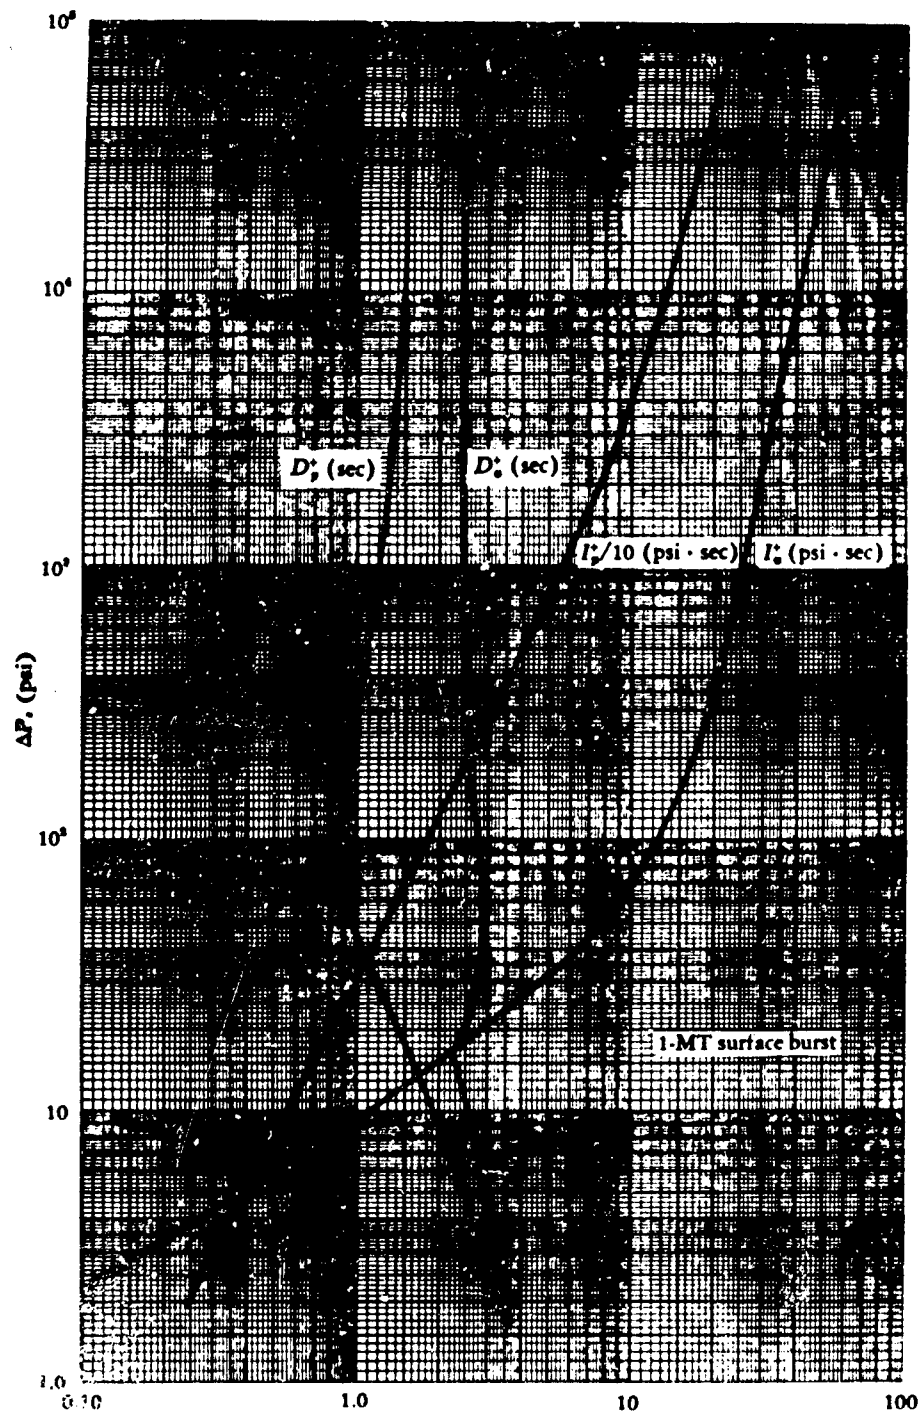 10⁵
10⁴
D⁺ₚ (sec)
D⁺ᵤ (sec)
I⁺ₚ/10 (psi · sec)
I⁺ᵤ (psi · sec)
10³
ΔPₛ (psi)
10²
1-MT surface burst
10
1.0
0.10
1.0
10
100